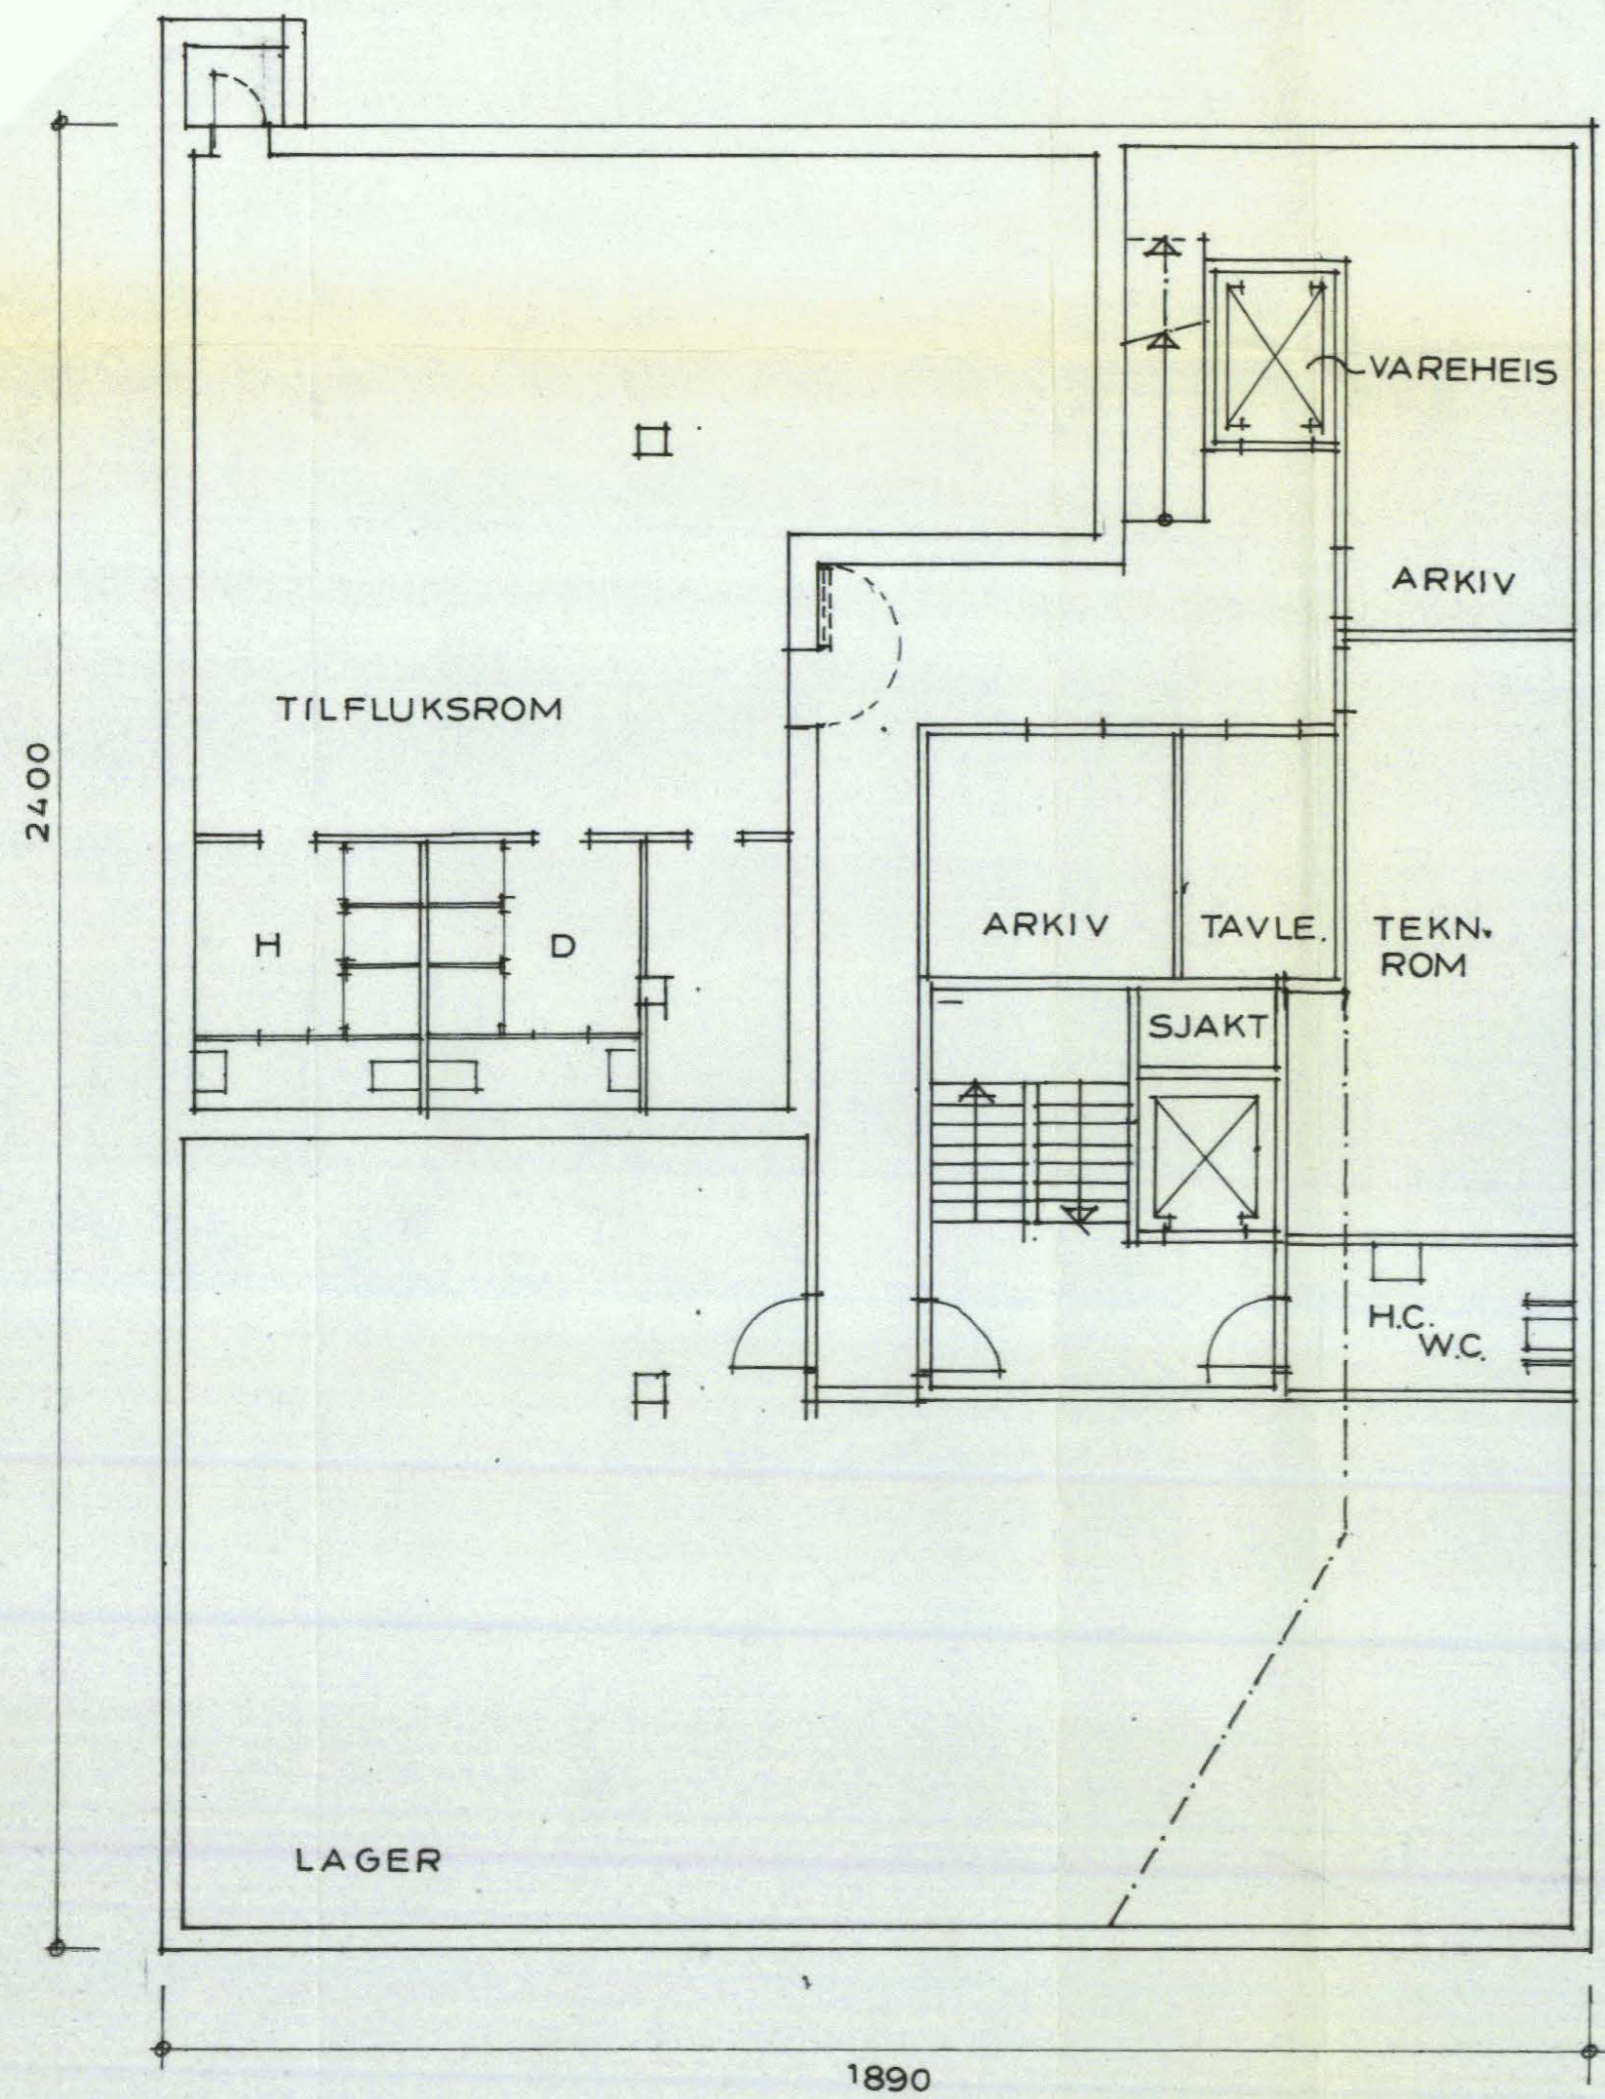 VAREHEIS
ARKIV
TILFLUKSROM
2400
ARKIV
TAVLE.
TEKN.
ROM
H
D
SJAKT
H.C.
W.C.
LAGER
1890